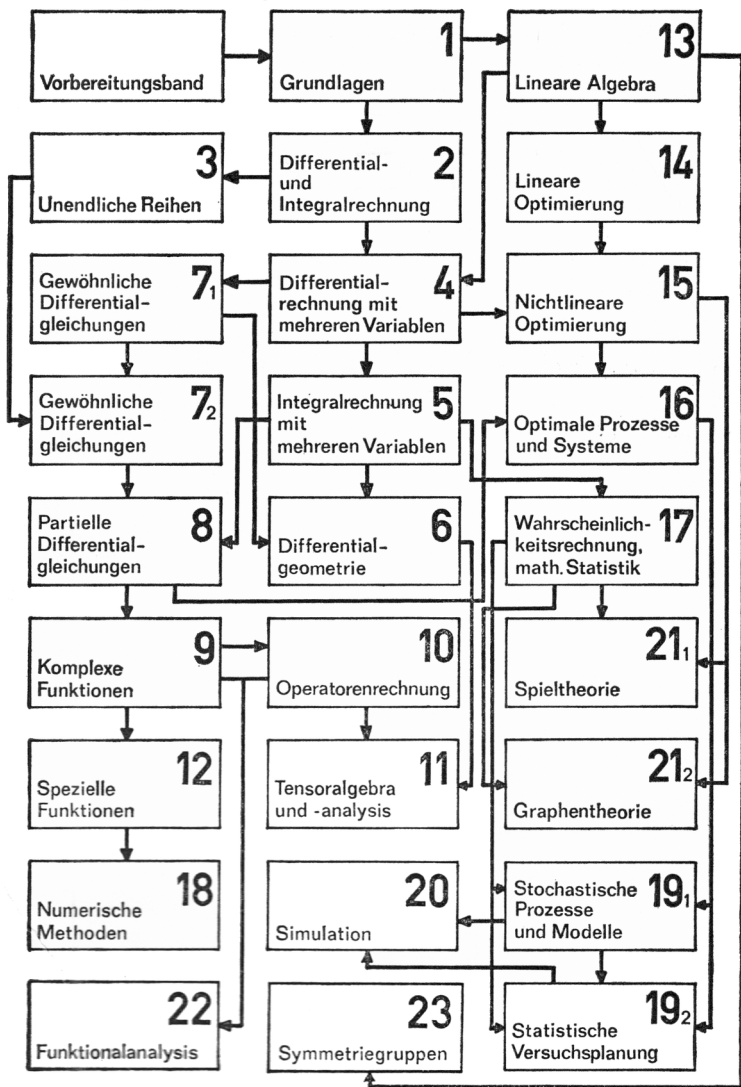 Vorbereitungsband
1
Grundlagen
13
Lineare Algebra
3
Unendliche Reihen
2
Differential-
und
Integralrechnung
14
Lineare
Optimierung
7₁
Gewöhnliche
Differential-
gleichungen
4
Differential-
rechnung mit
mehreren Variablen
15
Nichtlineare
Optimierung
7₂
Gewöhnliche
Differential-
gleichungen
5
Integralrechnung
mit
mehreren Variablen
16
Optimale Prozesse
und Systeme
8
Partielle
Differential-
gleichungen
6
Differential-
geometrie
17
Wahrscheinlich-
keitsrechnung,
math. Statistik
9
Komplexe
Funktionen
10
Operatorenrechnung
21₁
Spieltheorie
12
Spezielle
Funktionen
11
Tensoralgebra
und -analysis
21₂
Graphentheorie
18
Numerische
Methoden
20
Simulation
19₁
Stochastische
Prozesse
und Modelle
22
Funktionalanalysis
23
Symmetriegruppen
19₂
Statistische
Versuchsplanung